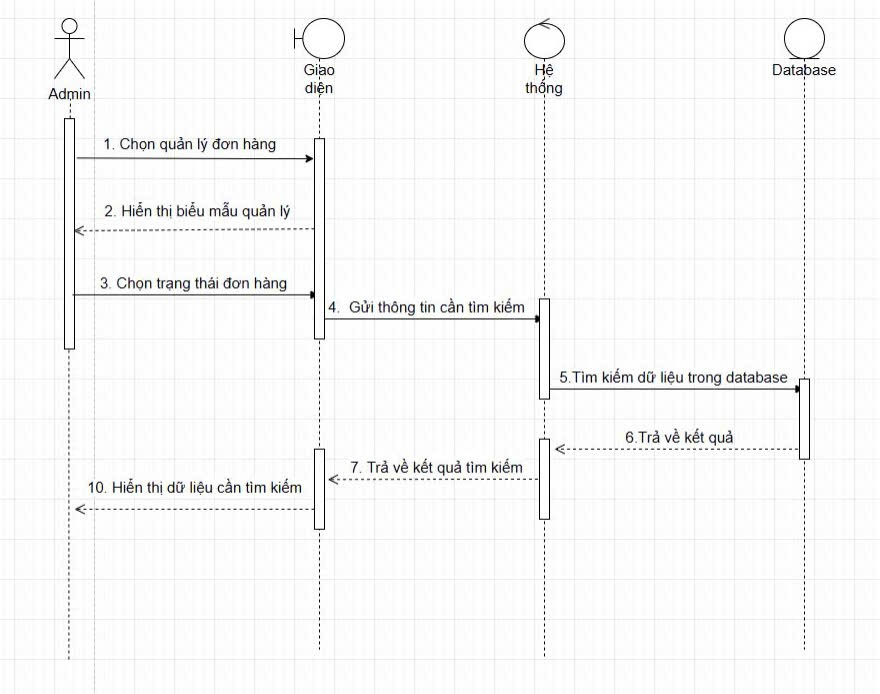 Admin
Giao
diện
Hệ
thống
Database
1. Chọn quản lý đơn hàng
2. Hiển thị biểu mẫu quản lý
3. Chọn trạng thái đơn hàng
4. Gửi thông tin cần tìm kiếm
5.Tìm kiếm dữ liệu trong database
6.Trả về kết quả
7. Trả về kết quả tìm kiếm
10. Hiển thị dữ liệu cần tìm kiếm